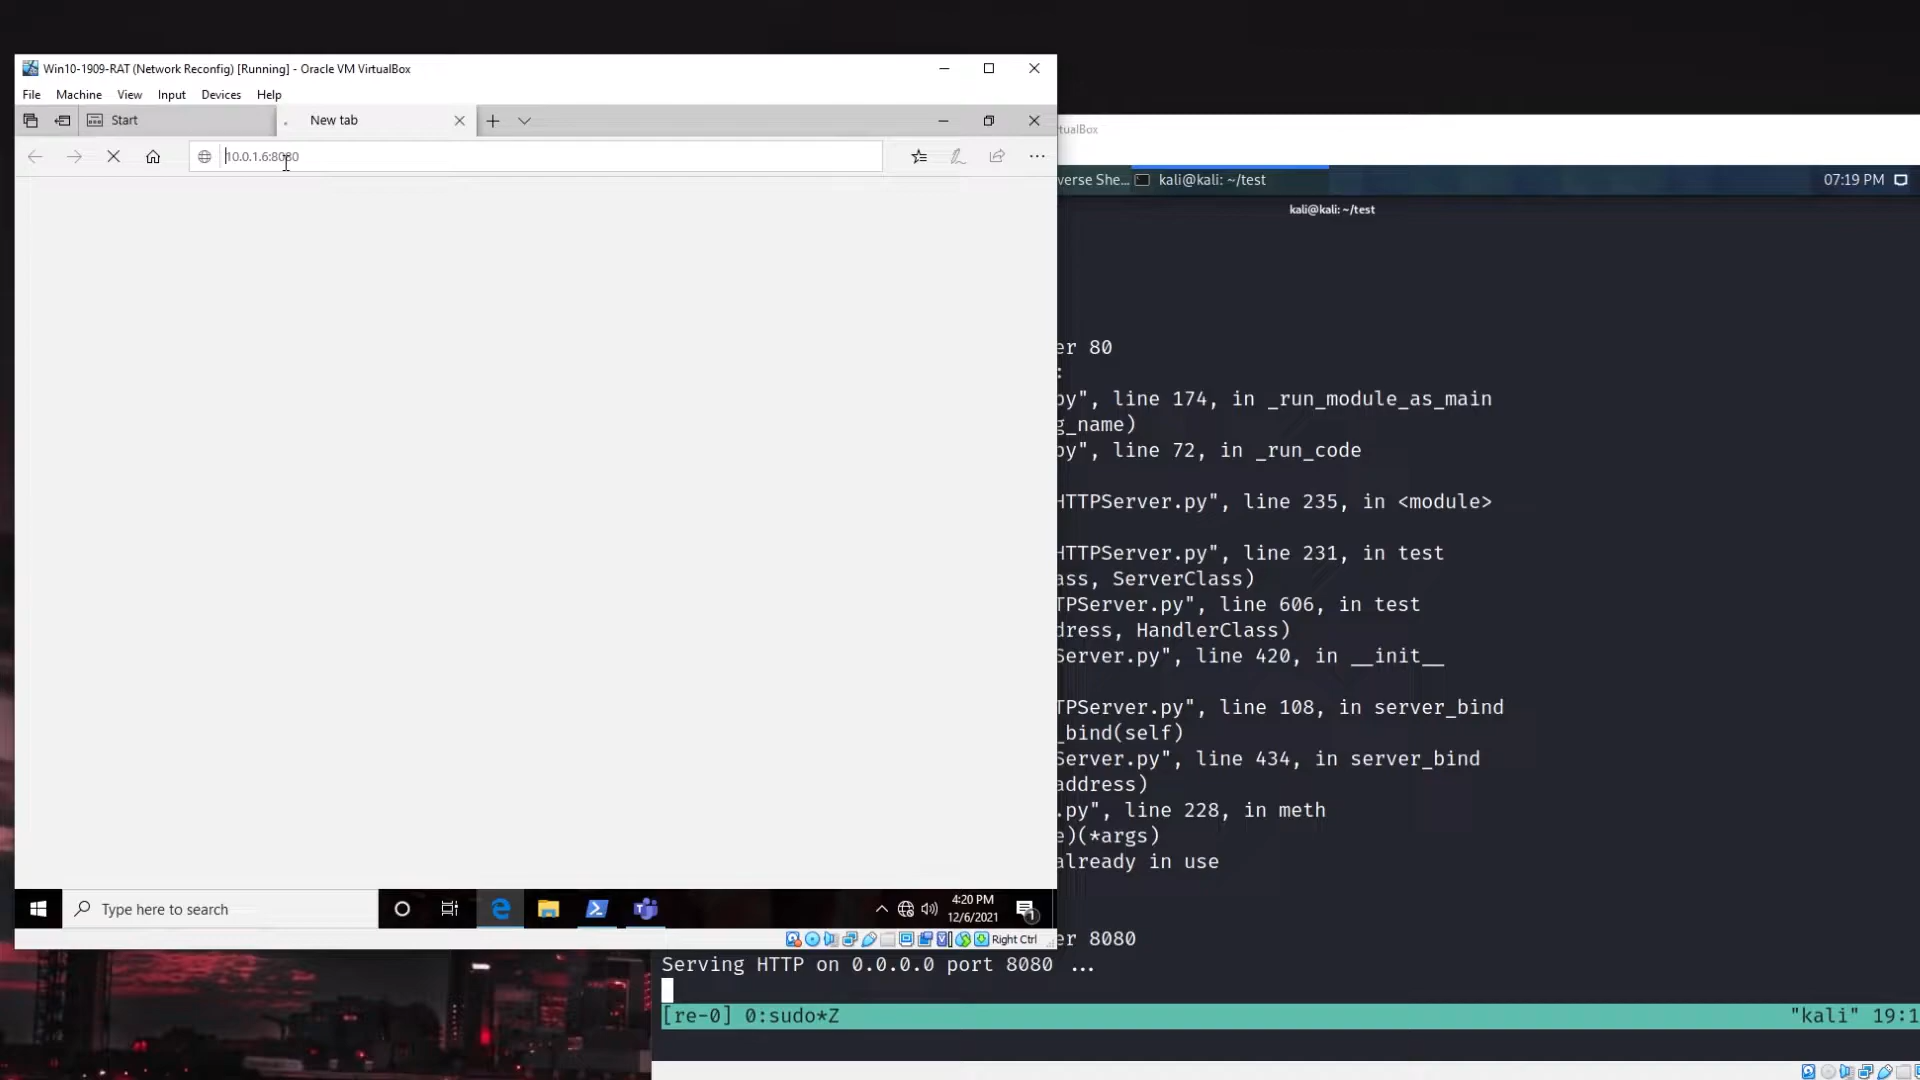 Win10-1909-RAT (Network Reconfig) [Running] - Oracle VM VirtualBox
File Machine View Input Devices Help
Start
New tab
10.0.1.6:8080
Type here to search
4:20 PM
12/6/2021
1
Right Ctrl
tualBox
verse She... kali@kali: ~/test
07:19 PM
kali@kali: ~/test
er 80
:
py", line 174, in _run_module_as_main
g_name)
py", line 72, in _run_code
HTTPServer.py", line 235, in <module>
HTTPServer.py", line 231, in test
ass, ServerClass)
TPServer.py", line 606, in test
dress, HandlerClass)
Server.py", line 420, in __init__
TPServer.py", line 108, in server_bind
_bind(self)
Server.py", line 434, in server_bind
address)
.py", line 228, in meth
e)(*args)
already in use
er 8080
Serving HTTP on 0.0.0.0 port 8080 ...
[re-0] 0:sudo*Z
"kali" 19:1